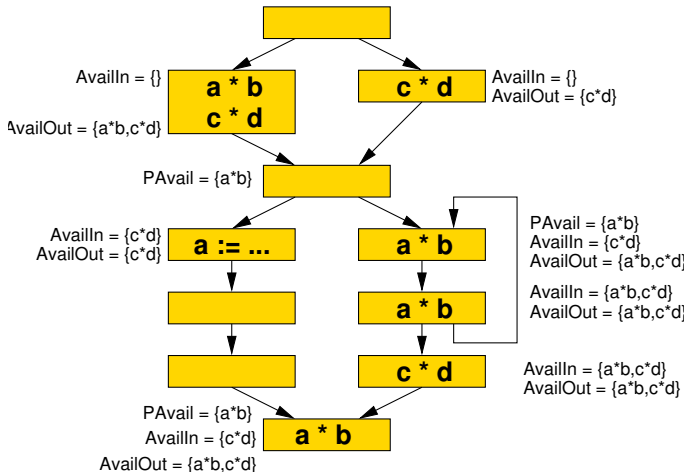 AvailIn = {}
a * b
c * d
AvailOut = {a*b,c*d}
c * d
AvailIn = {}
AvailOut = {c*d}
PAvail = {a*b}
AvailIn = {c*d}
AvailOut = {c*d}
a := ...
a * b
PAvail = {a*b}
AvailIn = {c*d}
AvailOut = {a*b,c*d}
a * b
AvailIn = {a*b,c*d}
AvailOut = {a*b,c*d}
c * d
AvailIn = {a*b,c*d}
AvailOut = {a*b,c*d}
PAvail = {a*b}
AvailIn = {c*d}
AvailOut = {a*b,c*d}
a * b